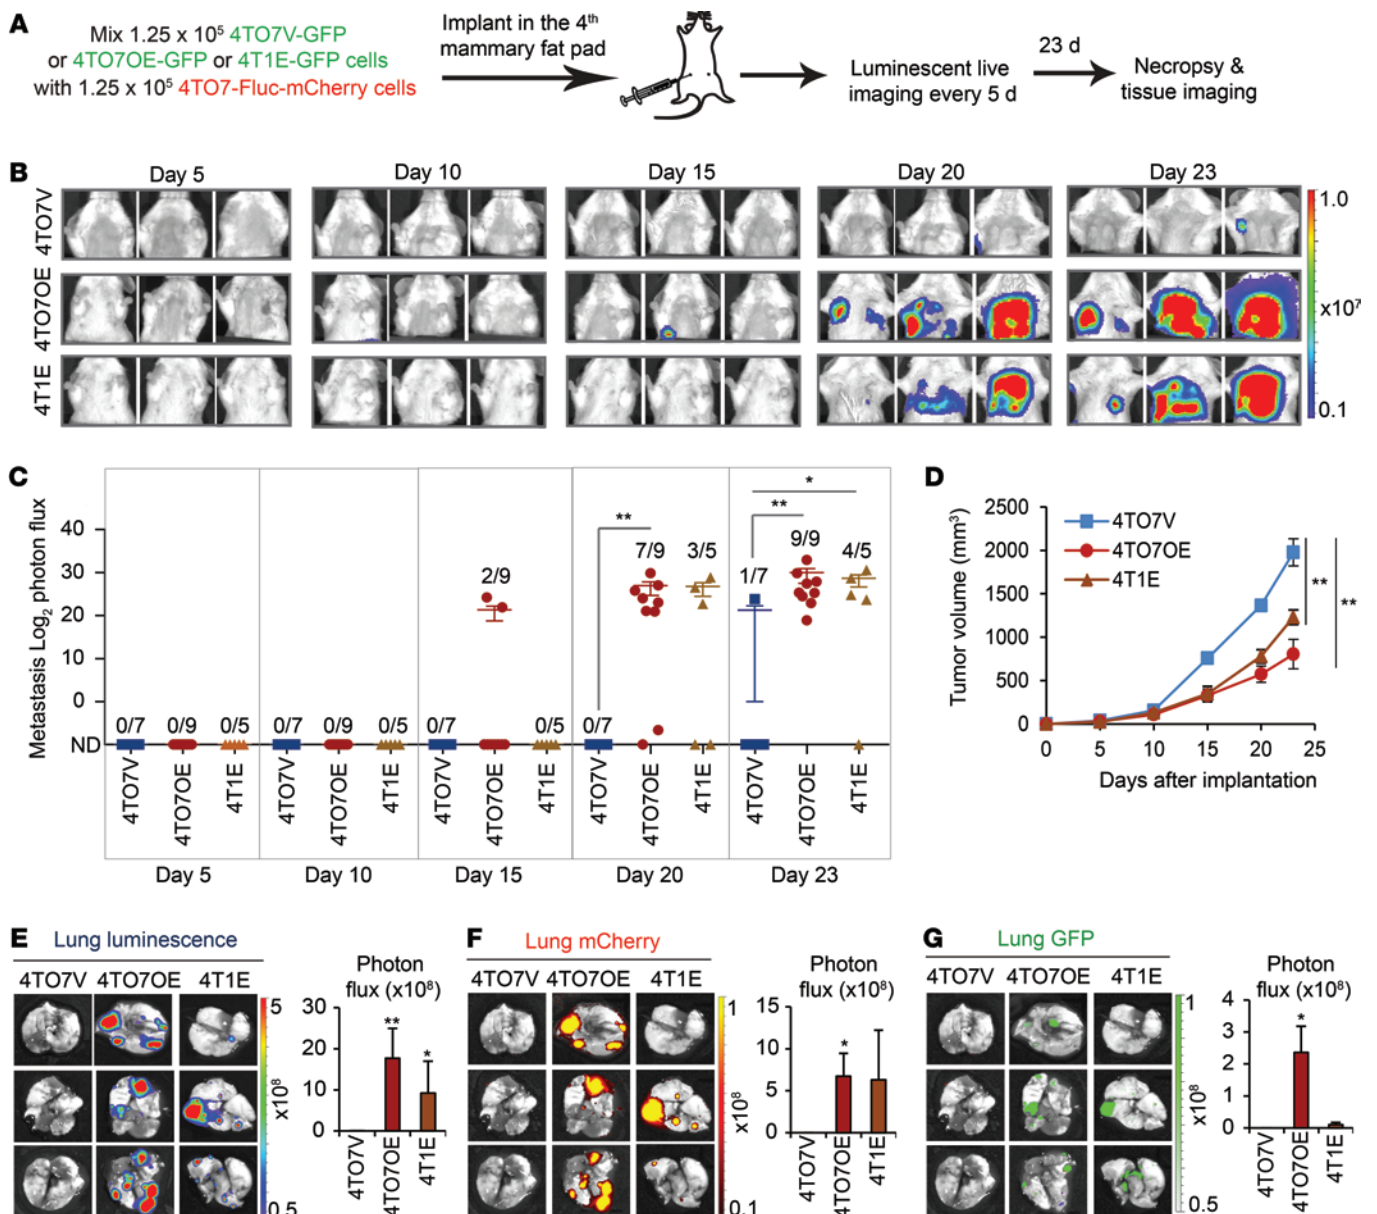 A
Mix 1.25 x 10⁵ 4TO7V-GFP
or 4TO7OE-GFP or 4T1E-GFP cells
with 1.25 x 10⁵ 4TO7-Fluc-mCherry cells
Implant in the 4th
mammary fat pad
Luminescent live
imaging every 5 d
23 d
Necropsy &
tissue imaging
B
Day 5
Day 10
Day 15
Day 20
Day 23
4TO7V
4TO7OE
4T1E
1.0
x10⁷
0.1
C
Metastasis Log₂ photon flux
40
30
20
10
0
ND
0/7
0/9
0/5
0/7
0/9
0/5
0/7
2/9
0/5
0/7
**
7/9
3/5
1/7
**
*
9/9
4/5
4TO7V
4TO7OE
4T1E
4TO7V
4TO7OE
4T1E
4TO7V
4TO7OE
4T1E
4TO7V
4TO7OE
4T1E
4TO7V
4TO7OE
4T1E
Day 5
Day 10
Day 15
Day 20
Day 23
D
Tumor volume (mm³)
2500
2000
1500
1000
500
0
4TO7V
4TO7OE
4T1E
**
**
0
5
10
15
20
25
Days after implantation
E
Lung luminescence
4TO7V
4TO7OE
4T1E
5
x10⁸
0.5
Photon
flux (x10⁸)
30
20
10
0
**
*
4TO7V
4TO7OE
4T1E
F
Lung mCherry
4TO7V
4TO7OE
4T1E
1
x10⁸
0.1
Photon
flux (x10⁸)
15
10
5
0
*
4TO7V
4TO7OE
4T1E
G
Lung GFP
4TO7V
4TO7OE
4T1E
1
x10⁸
0.5
Photon
flux (x10⁸)
4
3
2
1
0
*
4TO7V
4TO7OE
4T1E